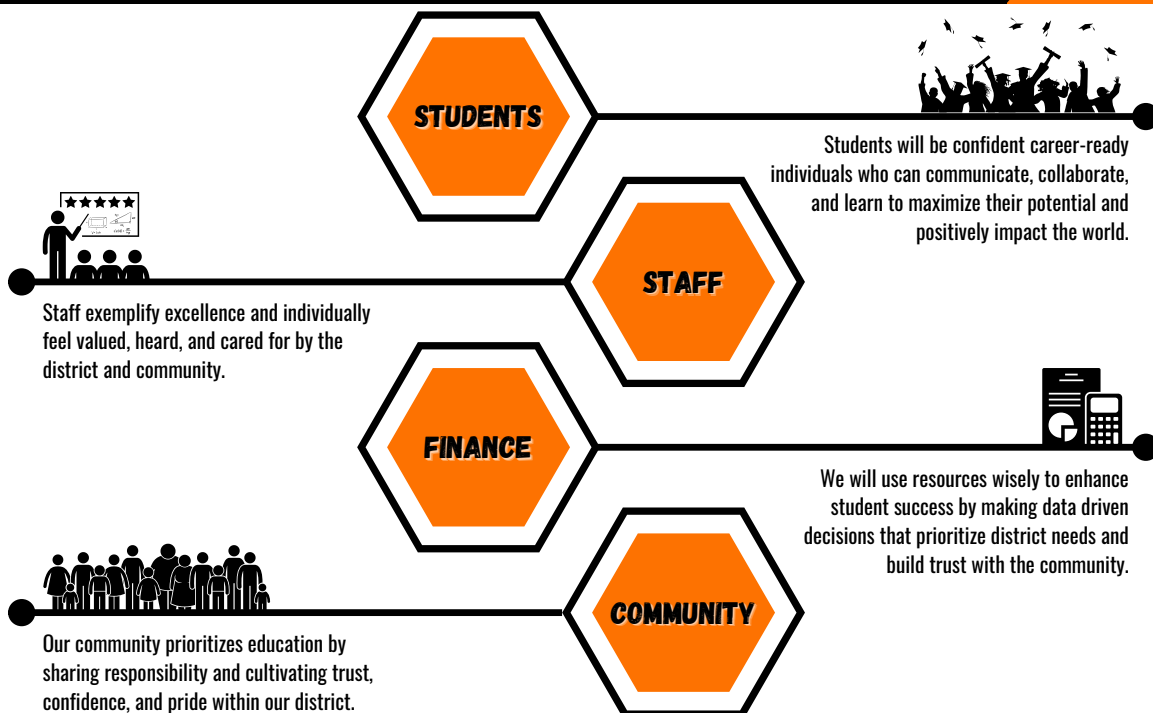 STUDENTS
Students will be confident career-ready
individuals who can communicate, collaborate,
and learn to maximize their potential and
positively impact the world.
STAFF
Staff exemplify excellence and individually
feel valued, heard, and cared for by the
district and community.
FINANCE
We will use resources wisely to enhance
student success by making data driven
decisions that prioritize district needs and
build trust with the community.
COMMUNITY
Our community prioritizes education by
sharing responsibility and cultivating trust,
confidence, and pride within our district.